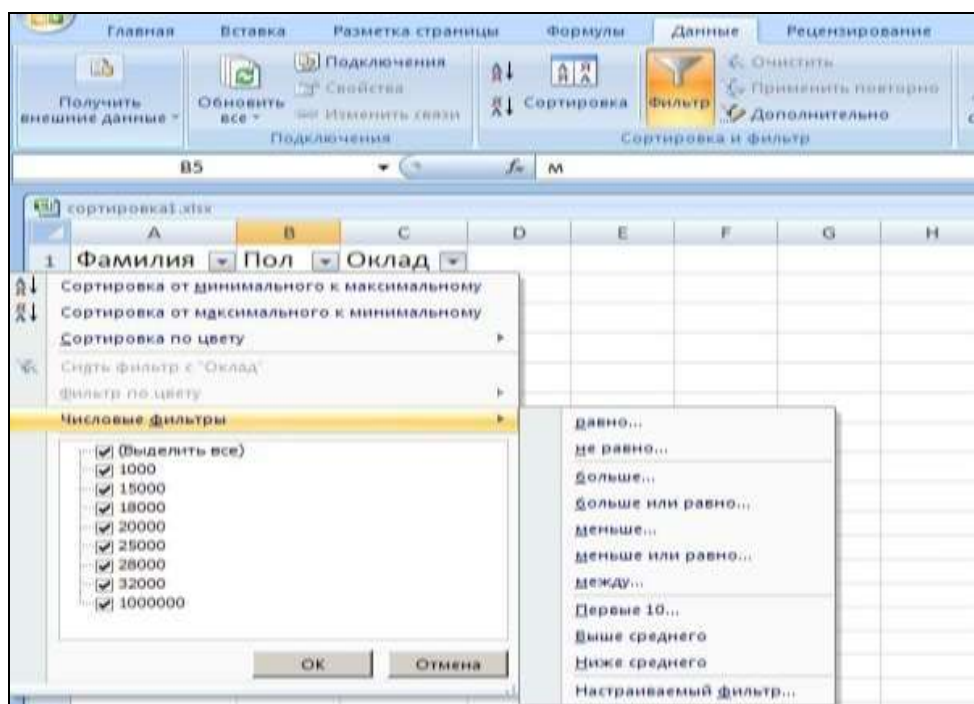 Главная Вставка Разметка страницы Формулы Данные Рецензирование
Получить внешние данные
Обновить все
Подключения
Свойства
Изменить связи
Подключения
Сортировка
Фильтр
Очистить
Применить повторно
Дополнительно
Сортировка и фильтр
B5 fx м
сортировка1.xlsx
A B C D E F G H
1 Фамилия Пол Оклад
Сортировка от минимального к максимальному
Сортировка от максимального к минимальному
Сортировка по цвету
Снять фильтр с "Оклад"
Фильтр по цвету
Числовые фильтры
(Выделить все)
1000
15000
18000
20000
25000
28000
32000
1000000
ОК Отмена
равно...
не равно...
больше...
больше или равно...
меньше...
меньше или равно...
между...
Первые 10...
Выше среднего
Ниже среднего
Настраиваемый фильтр...